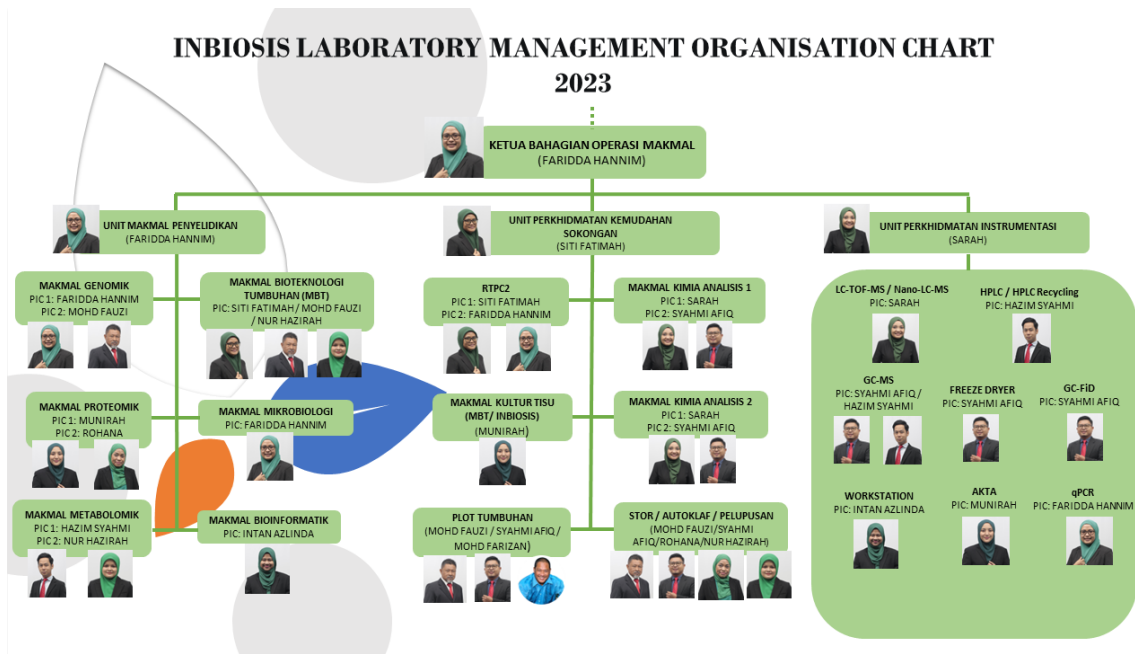 INBIOSIS LABORATORY MANAGEMENT ORGANISATION CHART
2023
KETUA BAHAGIAN OPERASI MAKMAL
(FARIDDA HANNIM)
UNIT MAKMAL PENYELIDIKAN
(FARIDDA HANNIM)
MAKMAL GENOMIK
PIC 1: FARIDDA HANNIM
PIC 2: MOHD FAUZI
MAKMAL BIOTEKNOLOGI
TUMBUHAN (MBT)
PIC: SITI FATIMAH / MOHD FAUZI
/ NUR HAZIRAH
MAKMAL PROTEOMIK
PIC 1: MUNIRAH
PIC 2: ROHANA
MAKMAL MIKROBIOLOGI
PIC: FARIDDA HANNIM
MAKMAL METABOLOMIK
PIC 1: HAZIM SYAHMI
PIC 2: NUR HAZIRAH
MAKMAL BIOINFORMATIK
PIC: INTAN AZLINDA
UNIT PERKHIDMATAN KEMUDAHAN
SOKONGAN
(SITI FATIMAH)
RTPC2
PIC 1: SITI FATIMAH
PIC 2: FARIDDA HANNIM
MAKMAL KIMIA ANALISIS 1
PIC 1: SARAH
PIC 2: SYAHMI AFIQ
MAKMAL KULTUR TISU
(MBT/ INBIOSIS)
(MUNIRAH)
MAKMAL KIMIA ANALISIS 2
PIC 1: SARAH
PIC 2: SYAHMI AFIQ
PLOT TUMBUHAN
(MOHD FAUZI / SYAHMI AFIQ/
MOHD FARIZAN)
STOR / AUTOKLAF / PELUPUSAN
(MOHD FAUZI/SYAHMI
AFIQ/ROHANA/NUR HAZIRAH)
UNIT PERKHIDMATAN INSTRUMENTASI
(SARAH)
LC-TOF-MS / Nano-LC-MS
PIC: SARAH
HPLC / HPLC Recycling
PIC: HAZIM SYAHMI
GC-MS
PIC: SYAHMI AFIQ/
HAZIM SYAHMI
FREEZE DRYER
PIC: SYAHMI AFIQ
GC-FiD
PIC: SYAHMI AFIQ
WORKSTATION
PIC: INTAN AZLINDA
AKTA
PIC: MUNIRAH
qPCR
PIC: FARIDDA HANNIM